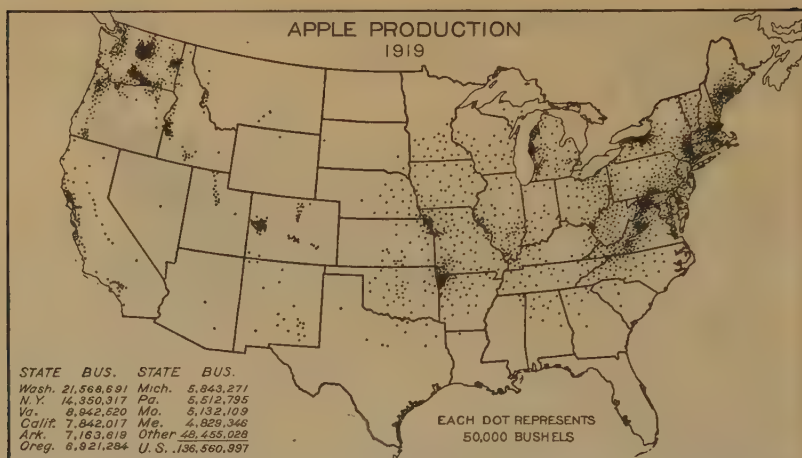 APPLE PRODUCTION
1919
STATE BUS. STATE BUS.
Wash. 21,568,691 Mich. 5,843,271
N.Y. 14,350,317 Pa. 5,512,795
Va. 8,942,520 Mo. 5,132,109
Calif. 7,842,017 Me. 4,829,346
Ark. 7,163,619 Other 48,455,028
Oreg. 6,921,284 U.S. 136,560,997
EACH DOT REPRESENTS
50,000 BUSHELS